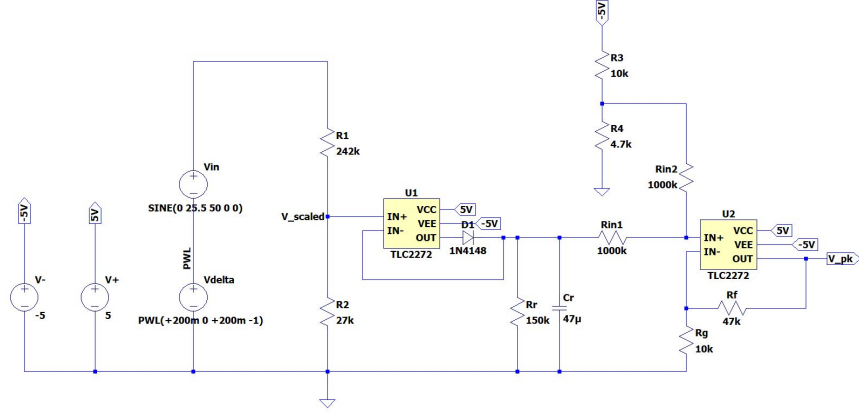 -5V
R3
10k
R4
4.7k
Rin2
1000k
R1
242k
Vin
SINE(0 25.5 50 0 0)
V_scaled
U1
IN+
IN-
VCC
VEE
OUT
TLC2272
5V
-5V
D1
1N4148
Rin1
1000k
U2
IN+
IN-
VCC
VEE
OUT
TLC2272
5V
-5V
V_pk
-5V
5V
PWL
V-
-5
V+
5
Vdelta
PWL(+200m 0 +200m -1)
R2
27k
Rr
150k
Cr
47µ
Rf
47k
Rg
10k